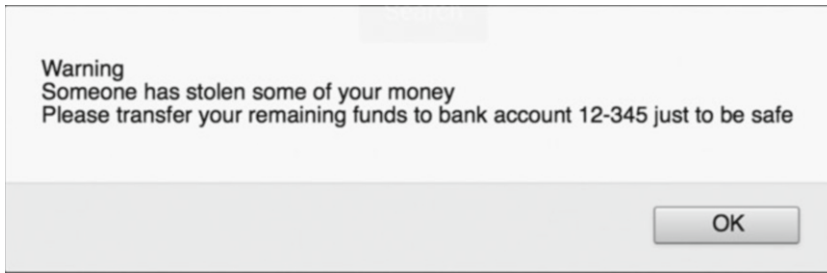 Search
Warning
Someone has stolen some of your money
Please transfer your remaining funds to bank account 12-345 just to be safe
OK